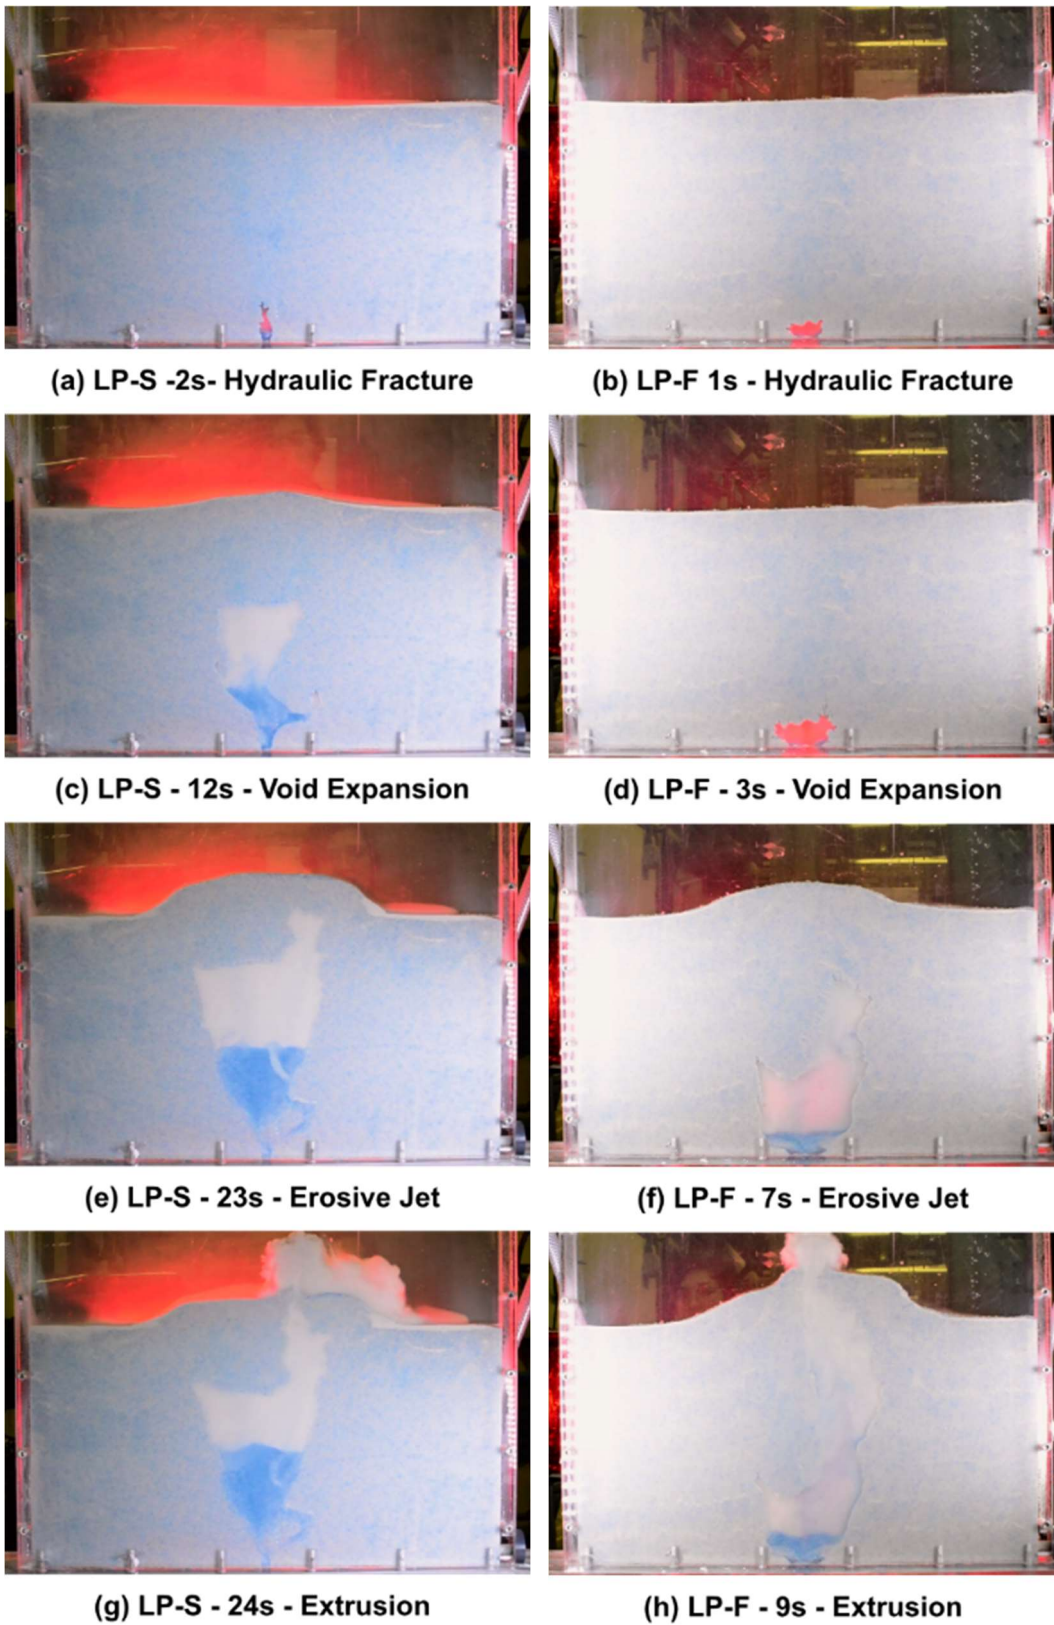 (a) LP-S -2s- Hydraulic Fracture
(b) LP-F 1s - Hydraulic Fracture
(c) LP-S - 12s - Void Expansion
(d) LP-F - 3s - Void Expansion
(e) LP-S - 23s - Erosive Jet
(f) LP-F - 7s - Erosive Jet
(g) LP-S - 24s - Extrusion
(h) LP-F - 9s - Extrusion